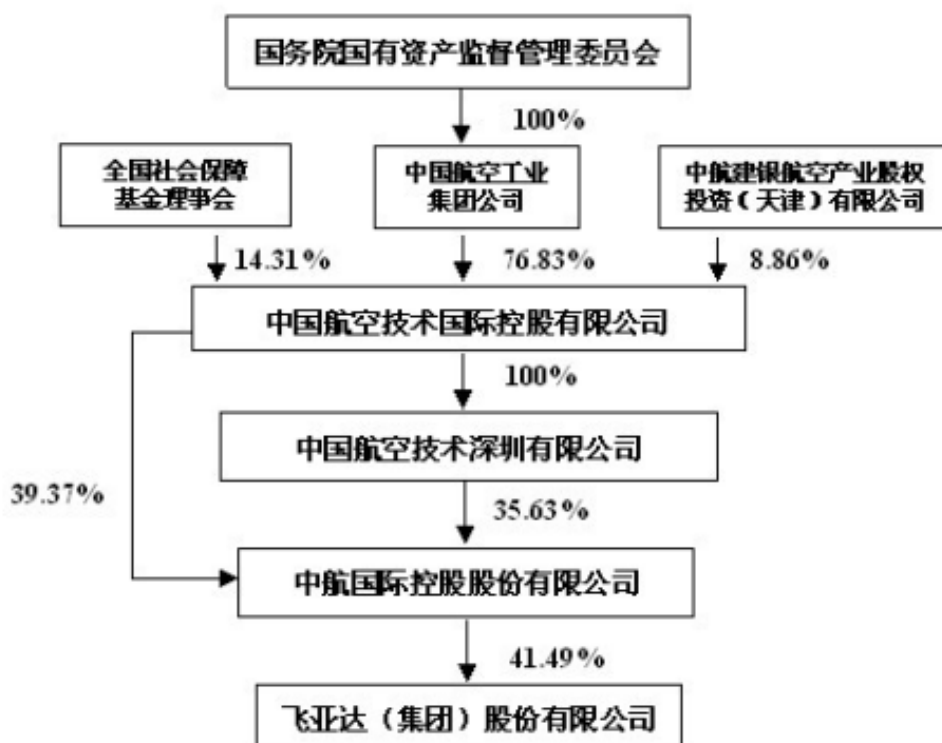 国务院国有资产监督管理委员会
100%
全国社会保障
基金理事会
中国航空工业
集团公司
中航建银航空产业股权
投资（天津）有限公司
14.31%
76.83%
8.86%
中国航空技术国际控股有限公司
100%
中国航空技术深圳有限公司
39.37%
35.63%
中航国际控股股份有限公司
41.49%
飞亚达（集团）股份有限公司